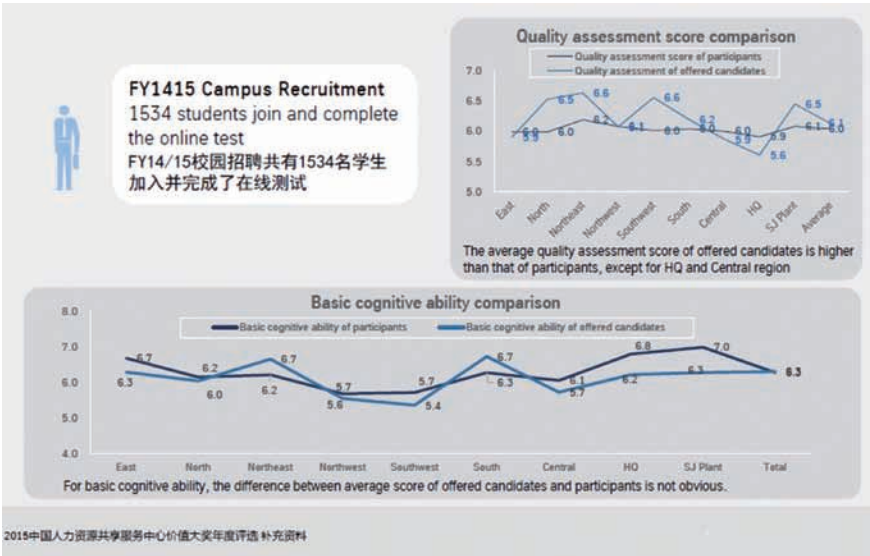 FY1415 Campus Recruitment
1534 students join and complete
the online test
FY14/15校园招聘共有1534名学生
加入并完成了在线测试
Quality assessment score comparison
Quality assessment score of participants
Quality assessment of offered candidates
7.0
6.0
5.0
6.0
5.9
6.5
6.0
6.6
6.2
6.1
6.6
6.0
6.2
6.0
6.0
5.9
5.9
5.6
6.5
6.1
6.1
6.0
East
North
Northeast
Northwest
Southwest
South
Central
HQ
SJ Plant
Average
The average quality assessment score of offered candidates is higher
than that of participants, except for HQ and Central region
Basic cognitive ability comparison
Basic cognitive ability of participants
Basic cognitive ability of offered candidates
8.0
7.0
6.0
5.0
4.0
6.7
6.3
6.2
6.0
6.7
6.2
5.7
5.6
5.7
5.4
6.7
6.3
6.1
5.7
6.8
6.2
7.0
6.3
6.3
East
North
Northeast
Northwest
Southwest
South
Central
HQ
SJ Plant
Total
For basic cognitive ability, the difference between average score of offered candidates and participants is not obvious.
2015中国人力资源共享服务中心价值大奖年度评选 补充资料